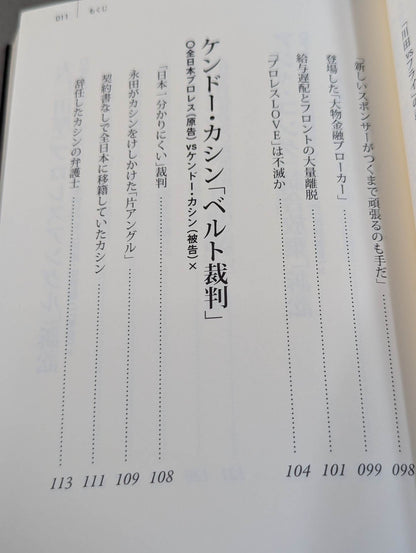 011 もくじ
「新しいスポンサーがつくまで頑張るのも手だ」 098
登場した「大物金融ブローカー」 099
給与遅配とフロントの大量離脱 101
「プロレスLOVE」は不滅か 104
ケンドー・カシン「ベルト裁判」
〇全日本プロレス（原告）vsケンドー・カシン（被告）×
「日本一分かりにくい」裁判 108
永田がカシンをけしかけた「片アングル」 109
契約書なしで全日本に移籍していたカシン 111
辞任したカシンの弁護士 113